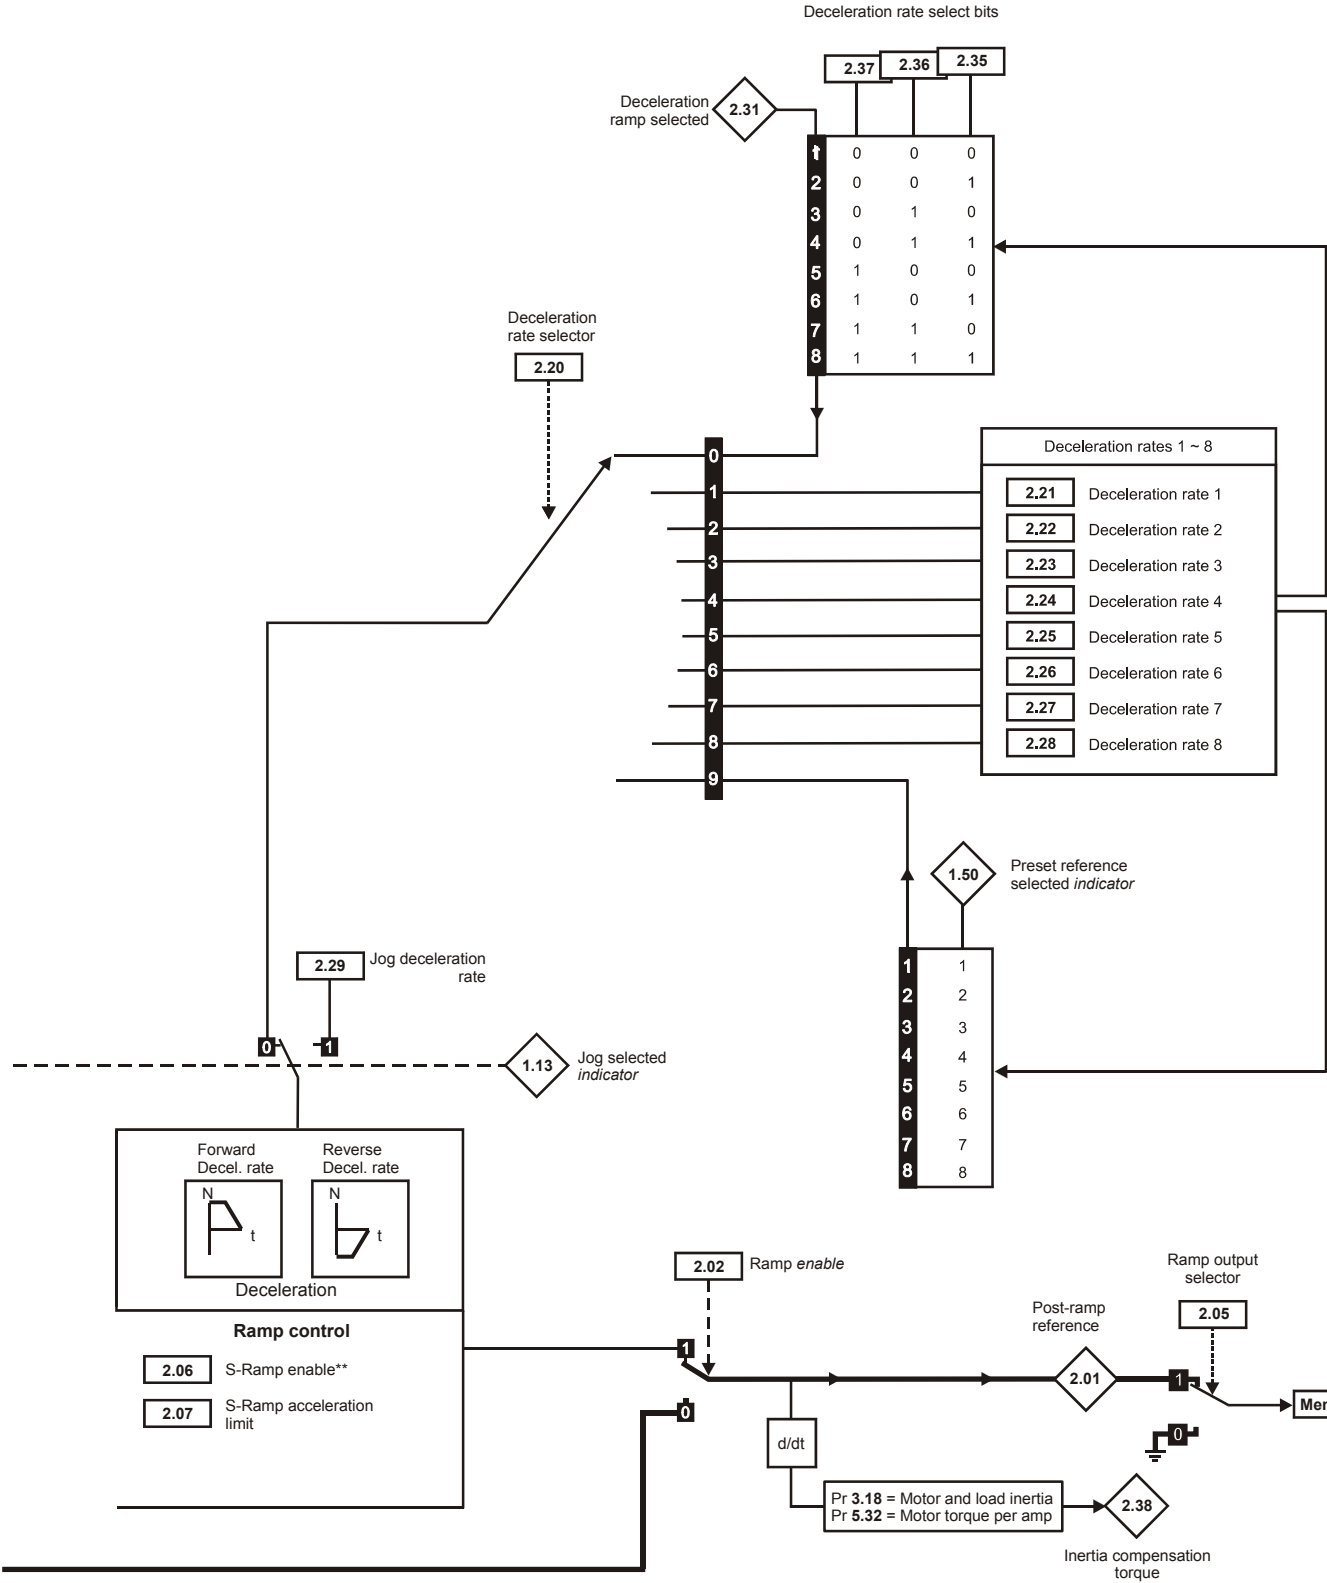 Deceleration rate select bits
2.37 2.36 2.35
Deceleration
ramp selected
2.31
1 0 0 0
2 0 0 1
3 0 1 0
4 0 1 1
5 1 0 0
6 1 0 1
7 1 1 0
8 1 1 1
Deceleration
rate selector
2.20
0
1
2
3
4
5
6
7
8
9
Deceleration rates 1 ~ 8
2.21 Deceleration rate 1
2.22 Deceleration rate 2
2.23 Deceleration rate 3
2.24 Deceleration rate 4
2.25 Deceleration rate 5
2.26 Deceleration rate 6
2.27 Deceleration rate 7
2.28 Deceleration rate 8
1.50
Preset reference
selected indicator
1 1
2 2
3 3
4 4
5 5
6 6
7 7
8 8
2.29
Jog deceleration
rate
0 1
1.13
Jog selected
indicator
Forward
Decel. rate
N
t
Reverse
Decel. rate
N
t
Deceleration
Ramp control
2.06 S-Ramp enable**
2.07 S-Ramp acceleration
limit
2.02 Ramp enable
1
0
d/dt
Pr 3.18 = Motor and load inertia
Pr 5.32 = Motor torque per amp
2.38
Inertia compensation
torque
Post-ramp
reference
2.01
Ramp output
selector
2.05
1
0
Men